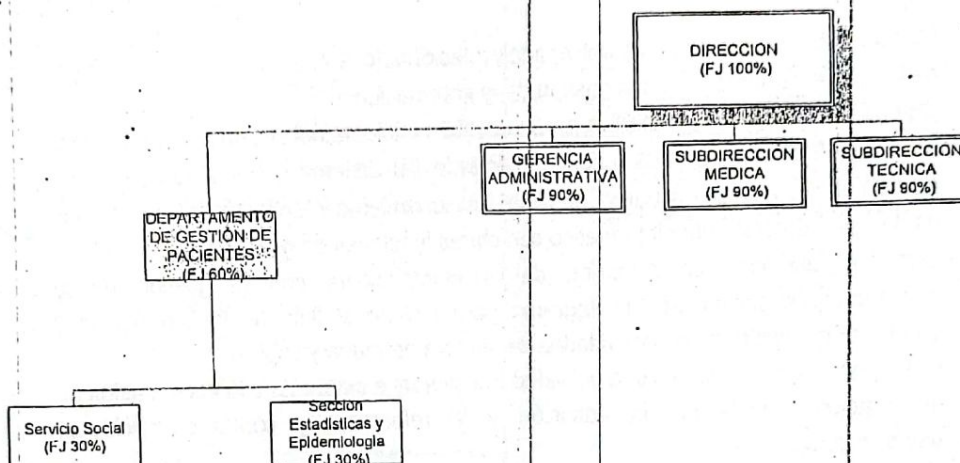 DIRECCION
(FJ 100%)
GERENCIA
ADMINISTRATIVA
(FJ 90%)
SUBDIRECCION
MEDICA
(FJ 90%)
SUBDIRECCION
TECNICA
(FJ 90%)
DEPARTAMENTO
DE GESTIÓN DE
PACIENTES
(FJ 60%)
Servicio Social
(FJ 30%)
Sección
Estadisticas y
Epidemiologia
(FJ 30%)